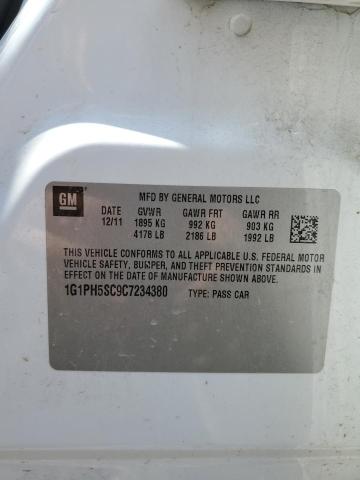 GM
MFD BY GENERAL MOTORS LLC
DATE GVWR GAWR FRT GAWR RR
12/11 1895 KG 992 KG 903 KG
4178 LB 2186 LB 1992 LB
THIS VEHICLE CONFORMS TO ALL APPLICABLE U.S. FEDERAL MOTOR
VEHICLE SAFETY, BUMPER, AND THEFT PREVENTION STANDARDS IN
EFFECT ON THE DATE OF MANUFACTURE SHOWN ABOVE.
1G1PH5SC9C7234380 TYPE: PASS CAR